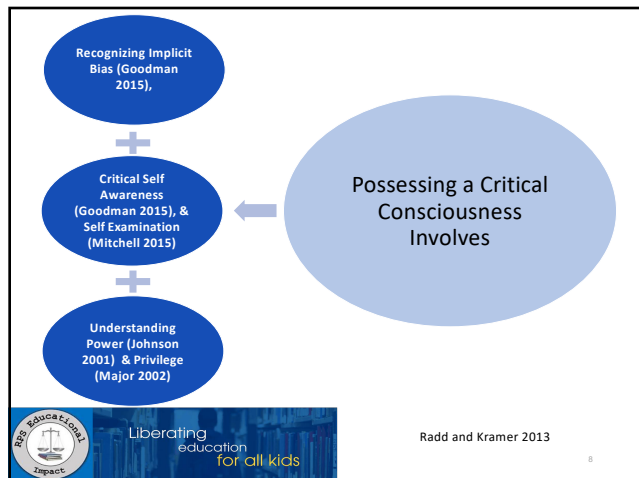 Recognizing Implicit
Bias (Goodman
2015),
Critical Self
Awareness
(Goodman 2015), &
Self Examination
(Mitchell 2015)
Understanding
Power (Johnson
2001) & Privilege
(Major 2002)
Possessing a Critical
Consciousness
Involves
RPS Educational
Impact
Liberating
education
for all kids
Radd and Kramer 2013
8